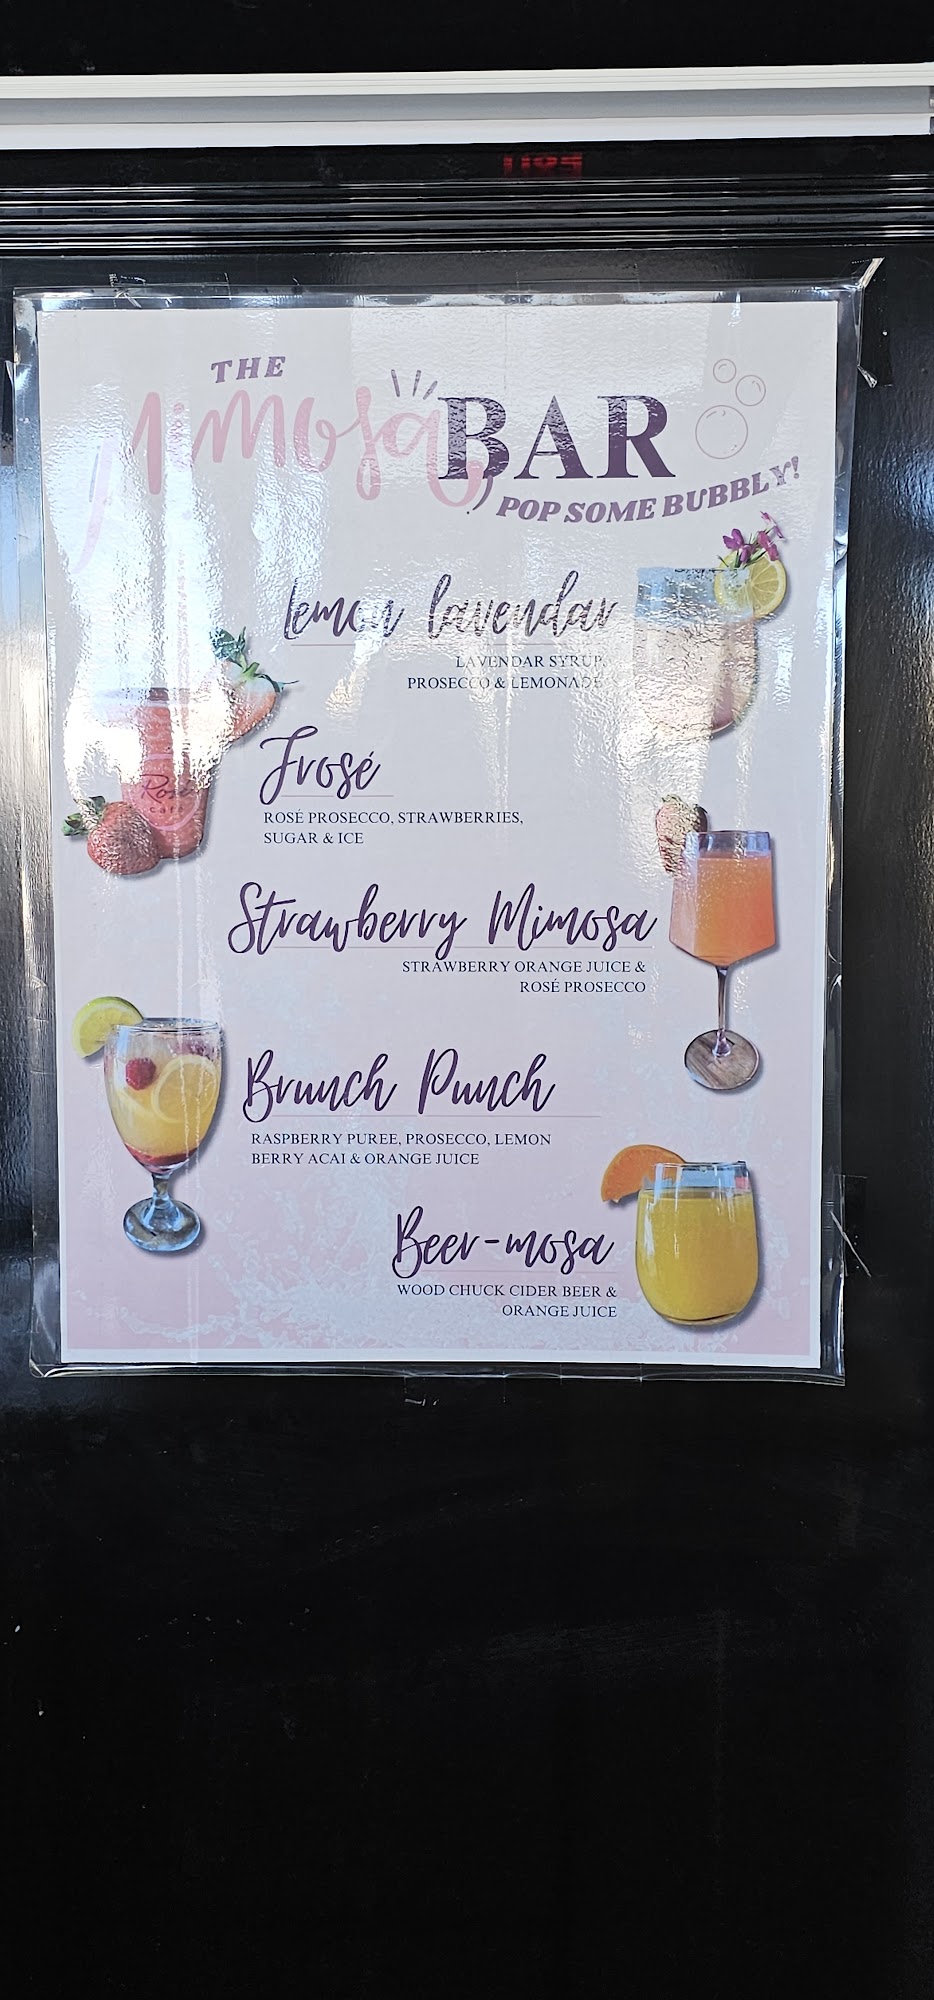 THE
Mimosa BAR
POP SOME BUBBLY!
lemon lavendar
LAVENDAR SYRUP,
PROSECCO & LEMONADE
Rosé
café
Frosé
ROSÉ PROSECCO, STRAWBERRIES,
SUGAR & ICE
Strawberry Mimosa
STRAWBERRY ORANGE JUICE &
ROSÉ PROSECCO
Brunch Punch
RASPBERRY PUREE, PROSECCO, LEMON
BERRY ACAI & ORANGE JUICE
Beer-mosa
WOOD CHUCK CIDER BEER &
ORANGE JUICE